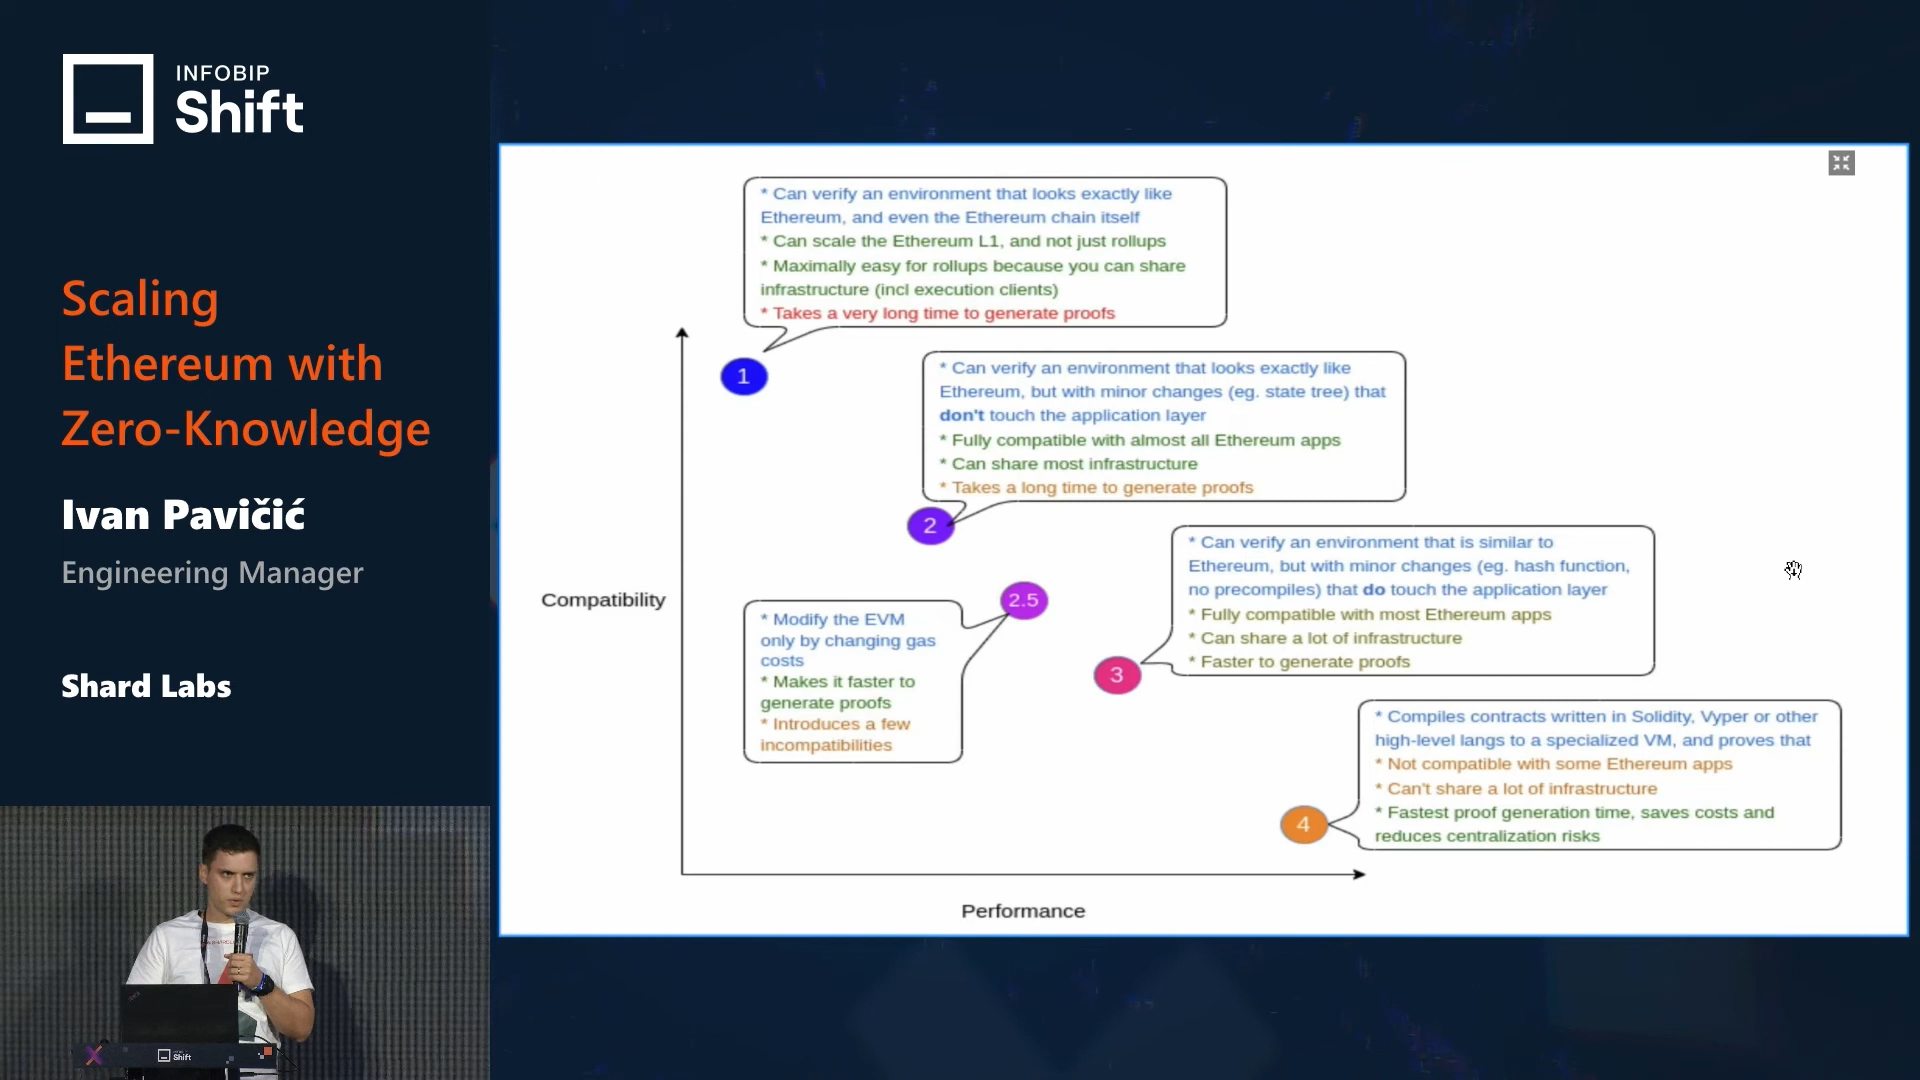 INFOBIP
Shift
Scaling
Ethereum with
Zero-Knowledge
Ivan Pavičić
Engineering Manager
Shard Labs
* Can verify an environment that looks exactly like
Ethereum, and even the Ethereum chain itself
* Can scale the Ethereum L1, and not just rollups
* Maximally easy for rollups because you can share
infrastructure (incl execution clients)
* Takes a very long time to generate proofs
1
* Can verify an environment that looks exactly like
Ethereum, but with minor changes (eg. state tree) that
don't touch the application layer
* Fully compatible with almost all Ethereum apps
* Can share most infrastructure
* Takes a long time to generate proofs
2
Compatibility
2.5
* Modify the EVM
only by changing gas
costs
* Makes it faster to
generate proofs
* Introduces a few
incompatibilities
* Can verify an environment that is similar to
Ethereum, but with minor changes (eg. hash function,
no precompiles) that do touch the application layer
* Fully compatible with most Ethereum apps
* Can share a lot of infrastructure
* Faster to generate proofs
3
* Compiles contracts written in Solidity, Vyper or other
high-level langs to a specialized VM, and proves that
* Not compatible with some Ethereum apps
* Can't share a lot of infrastructure
* Fastest proof generation time, saves costs and
reduces centralization risks
4
Performance
Shift